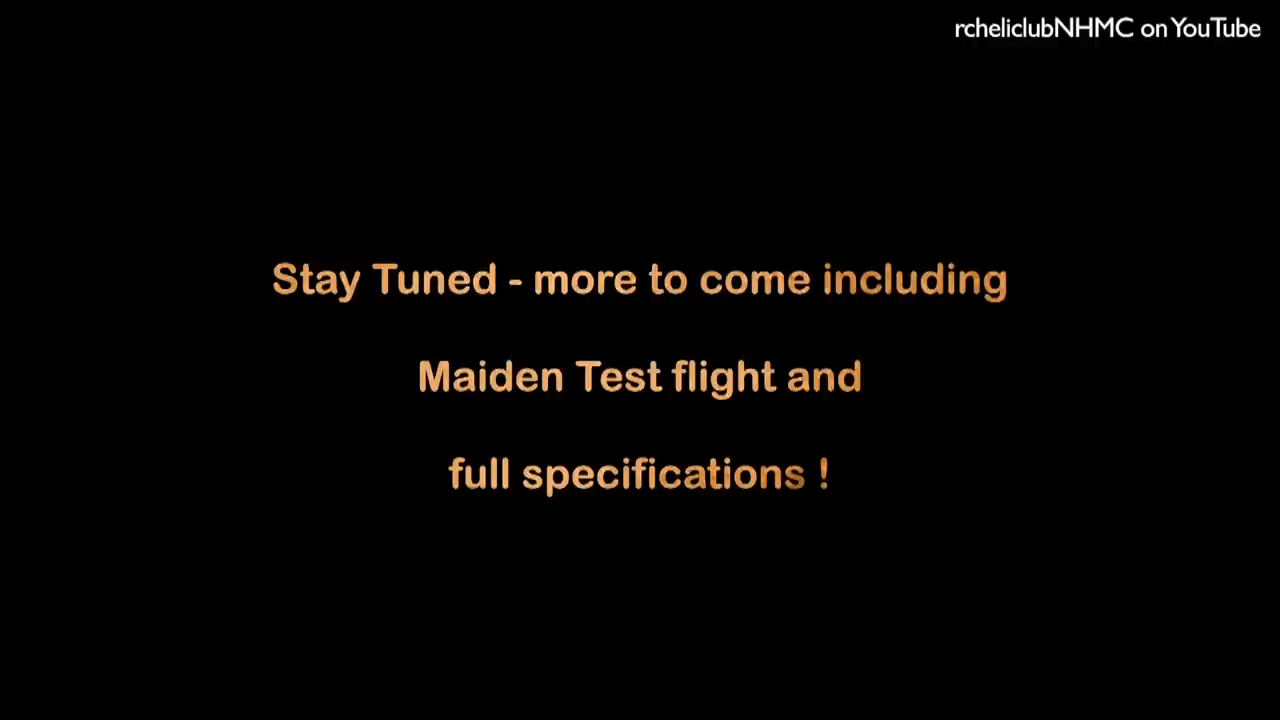 rcheliclubNHMC on YouTube
Stay Tuned - more to come including
Maiden Test flight and
full specifications !